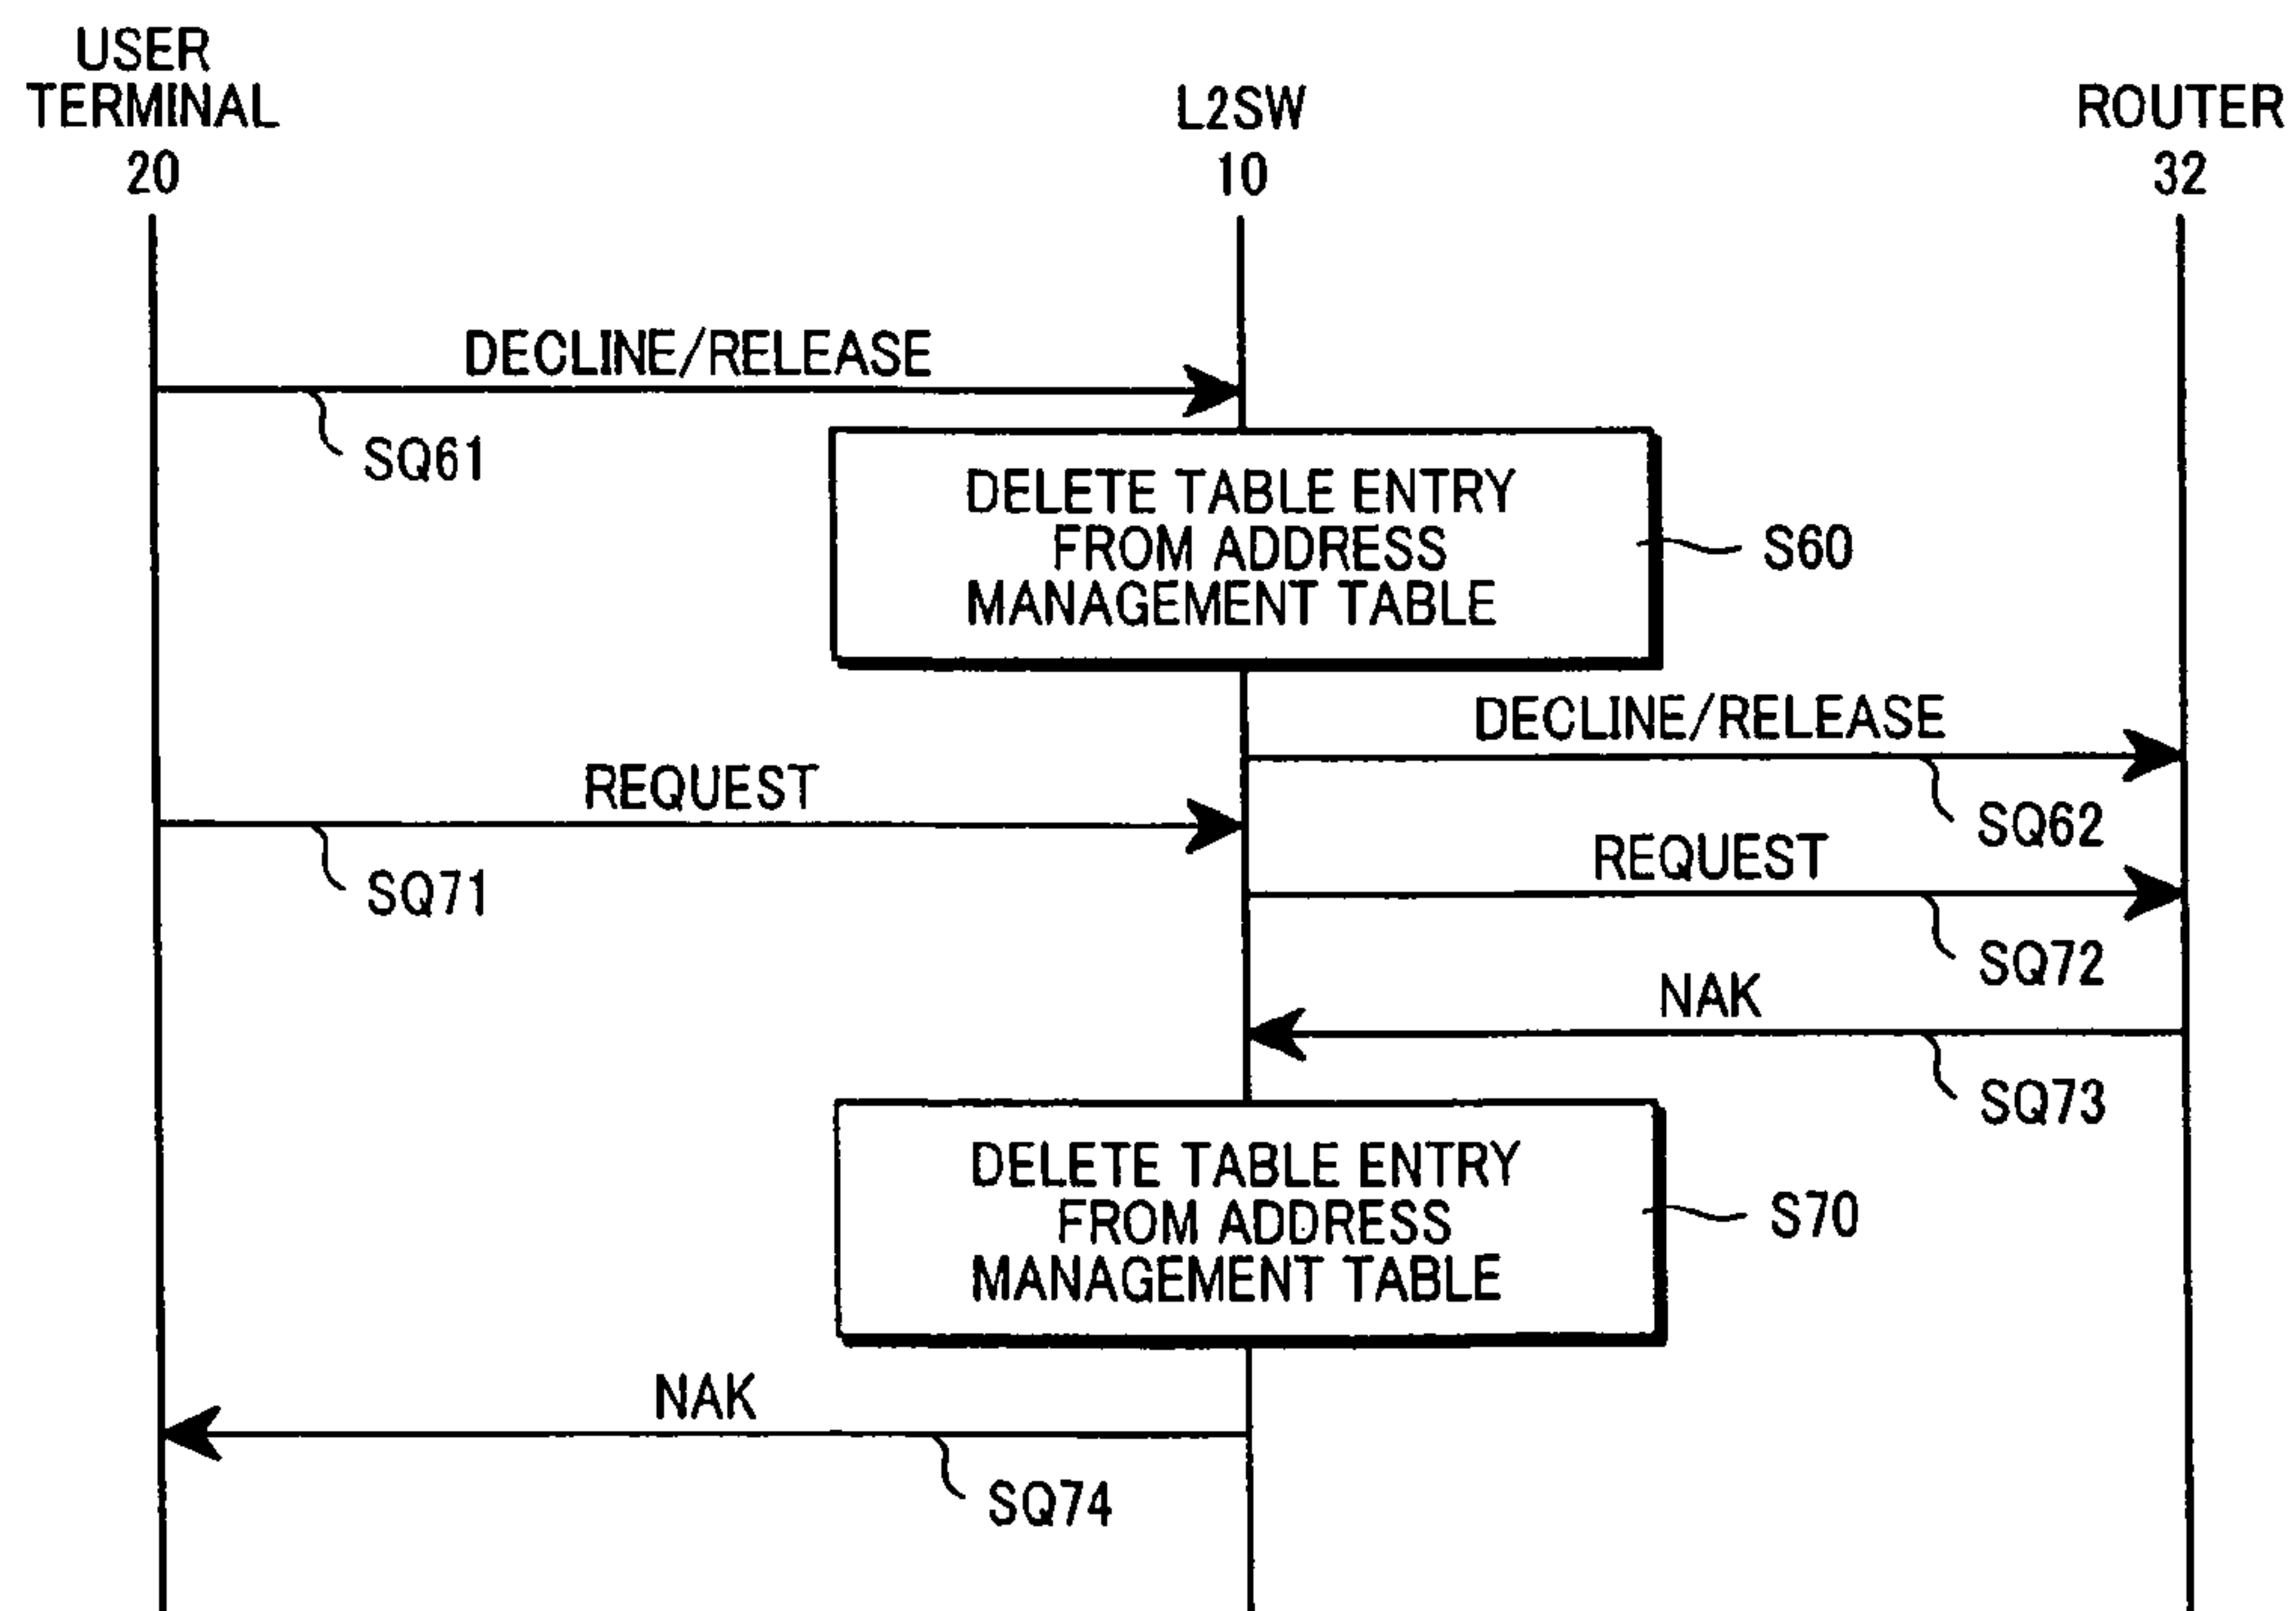 USER
TERMINAL
20
L2SW
10
ROUTER
32
DECLINE/RELEASE
SQ61
DELETE TABLE ENTRY
FROM ADDRESS
MANAGEMENT TABLE
S60
DECLINE/RELEASE
SQ62
REQUEST
SQ71
REQUEST
SQ72
NAK
SQ73
DELETE TABLE ENTRY
FROM ADDRESS
MANAGEMENT TABLE
S70
NAK
SQ74